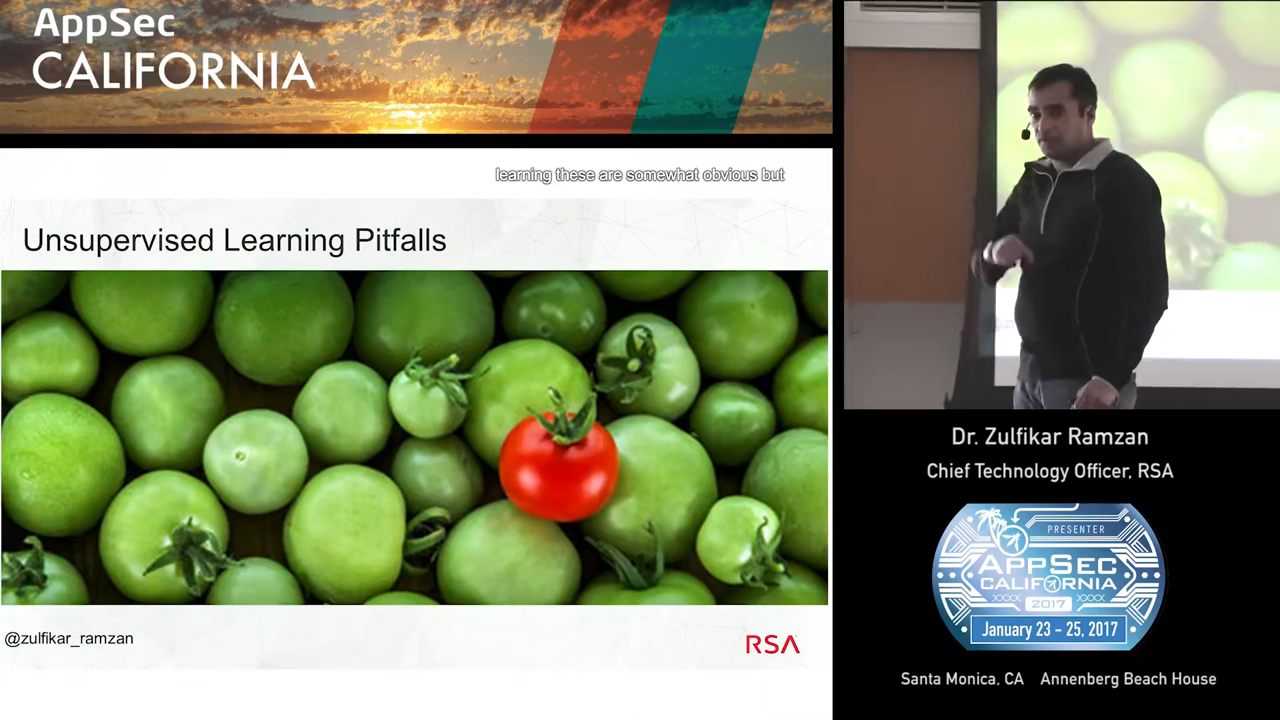 AppSec
CALIFORNIA
learning these are somewhat obvious but
Unsupervised Learning Pitfalls
@zulfikar_ramzan
RSA
Dr. Zulfikar Ramzan
Chief Technology Officer, RSA
PRESENTER
APPSEC
CALIFORNIA
2017
January 23 - 25, 2017
Santa Monica, CA Annenberg Beach House